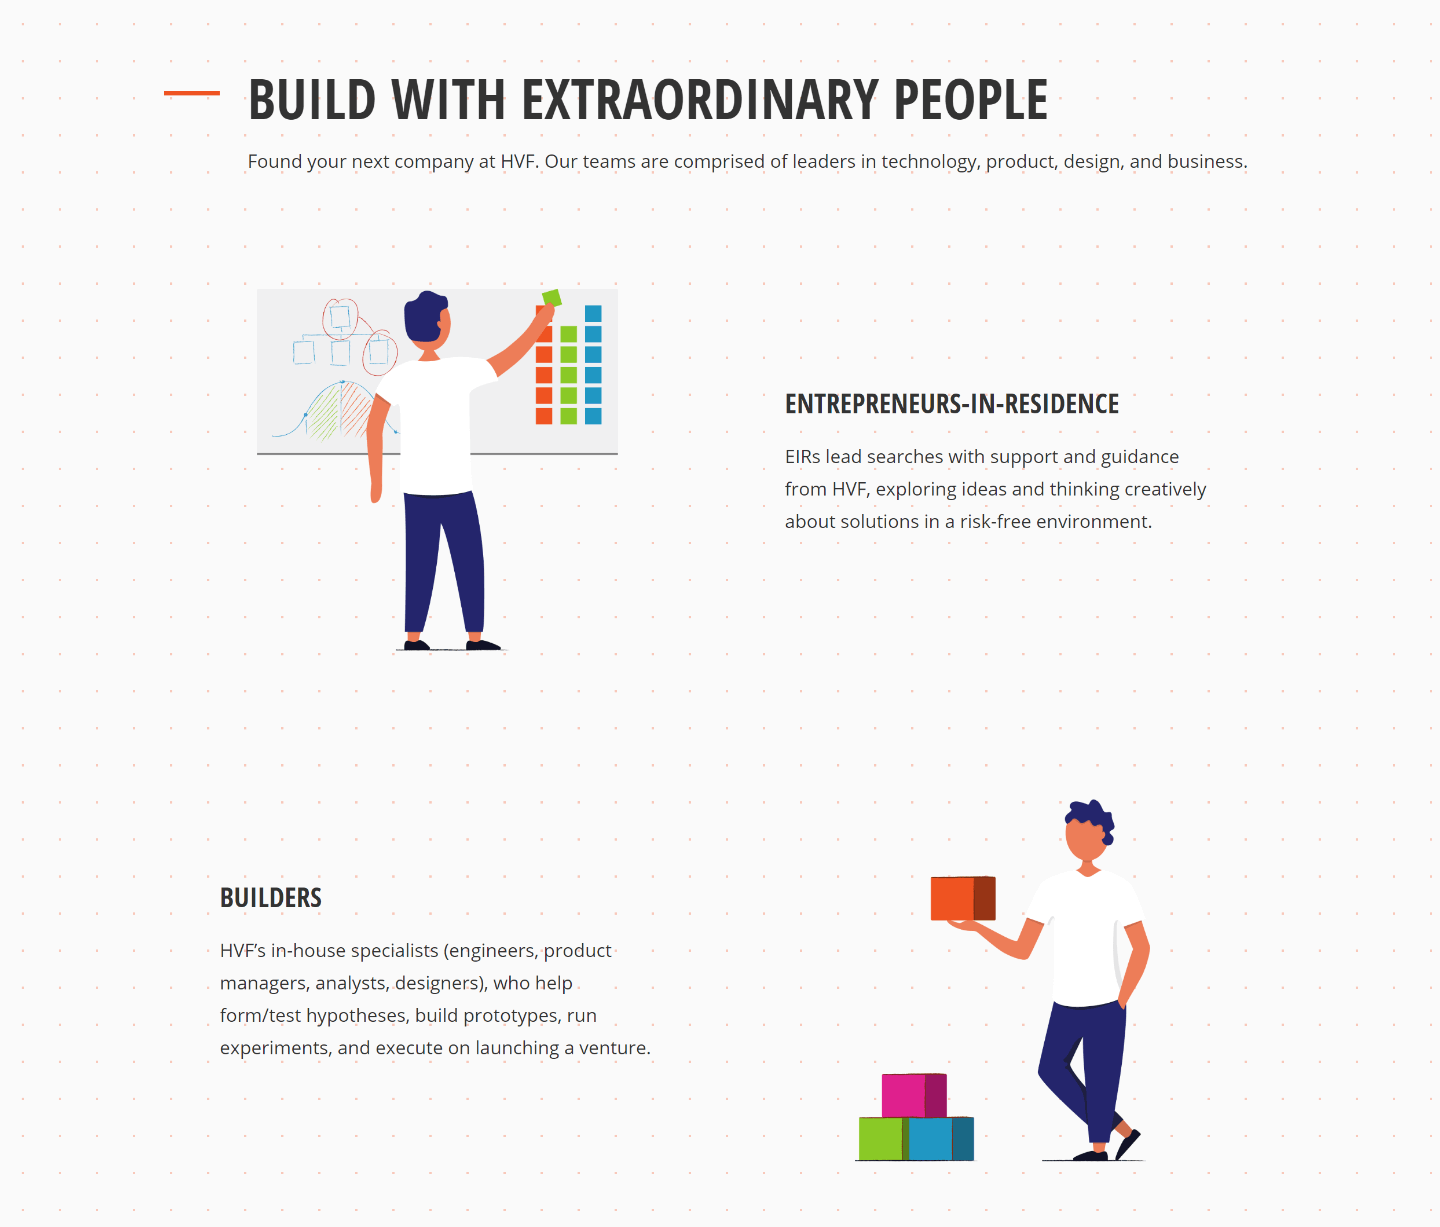 BUILD WITH EXTRAORDINARY PEOPLE
Found your next company at HVF. Our teams are comprised of leaders in technology, product, design, and business.
ENTREPRENEURS-IN-RESIDENCE
EIRs lead searches with support and guidance
from HVF, exploring ideas and thinking creatively
about solutions in a risk-free environment.
BUILDERS
HVF’s in-house specialists (engineers, product
managers, analysts, designers), who help
form/test hypotheses, build prototypes, run
experiments, and execute on launching a venture.